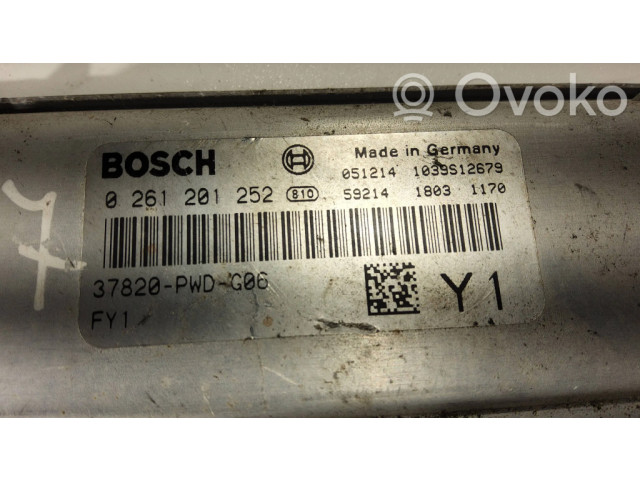 Ovoko
BOSCH
Made in Germany
051214 1039S12679
0 261 201 252 810 59214 1803 1170
37820-PWD-G06
Y1
FY1
7